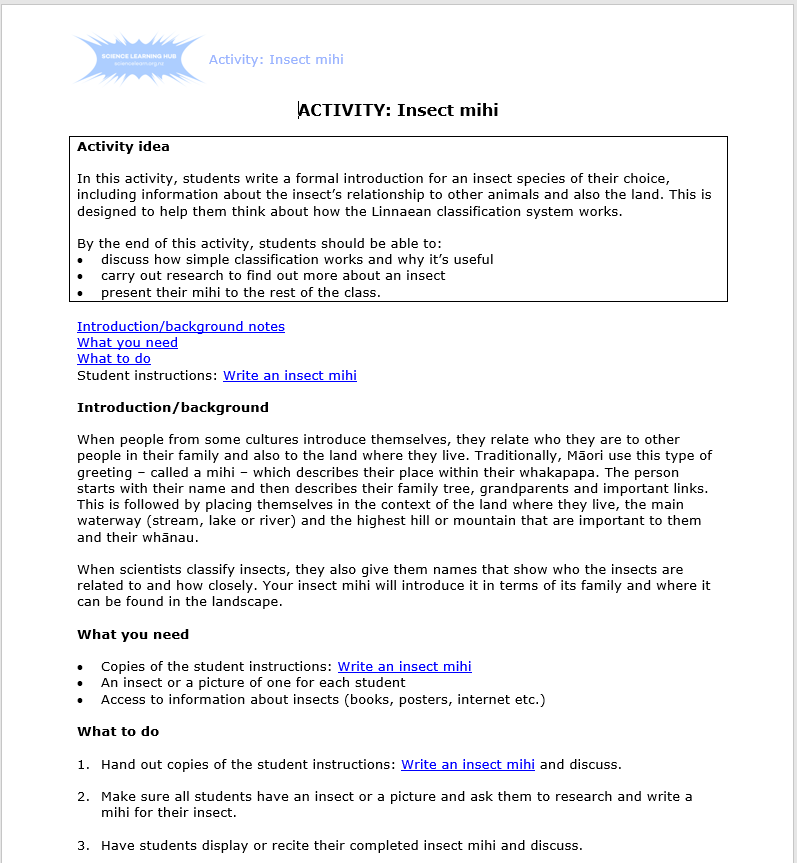 SCIENCE LEARNING HUB
sciencelearn.org.nz
Activity: Insect mihi
ACTIVITY: Insect mihi
Activity idea
In this activity, students write a formal introduction for an insect species of their choice,
including information about the insect’s relationship to other animals and also the land. This is
designed to help them think about how the Linnaean classification system works.
By the end of this activity, students should be able to:
• discuss how simple classification works and why it’s useful
• carry out research to find out more about an insect
• present their mihi to the rest of the class.
Introduction/background notes
What you need
What to do
Student instructions: Write an insect mihi
Introduction/background
When people from some cultures introduce themselves, they relate who they are to other
people in their family and also to the land where they live. Traditionally, Māori use this type of
greeting – called a mihi – which describes their place within their whakapapa. The person
starts with their name and then describes their family tree, grandparents and important links.
This is followed by placing themselves in the context of the land where they live, the main
waterway (stream, lake or river) and the highest hill or mountain that are important to them
and their whānau.
When scientists classify insects, they also give them names that show who the insects are
related to and how closely. Your insect mihi will introduce it in terms of its family and where it
can be found in the landscape.
What you need
• Copies of the student instructions: Write an insect mihi
• An insect or a picture of one for each student
• Access to information about insects (books, posters, internet etc.)
What to do
1. Hand out copies of the student instructions: Write an insect mihi and discuss.
2. Make sure all students have an insect or a picture and ask them to research and write a
mihi for their insect.
3. Have students display or recite their completed insect mihi and discuss.